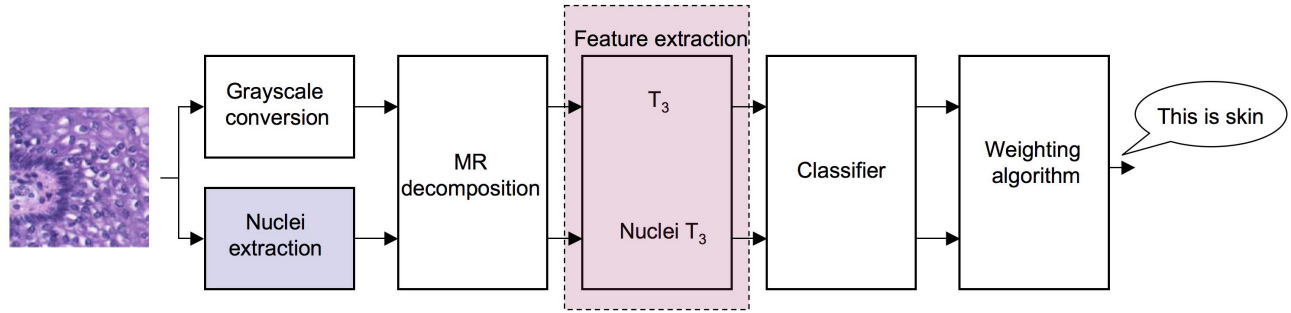 Feature extraction
Grayscale
conversion
Nuclei
extraction
MR
decomposition
T3
Nuclei T3
Classifier
Weighting
algorithm
This is skin